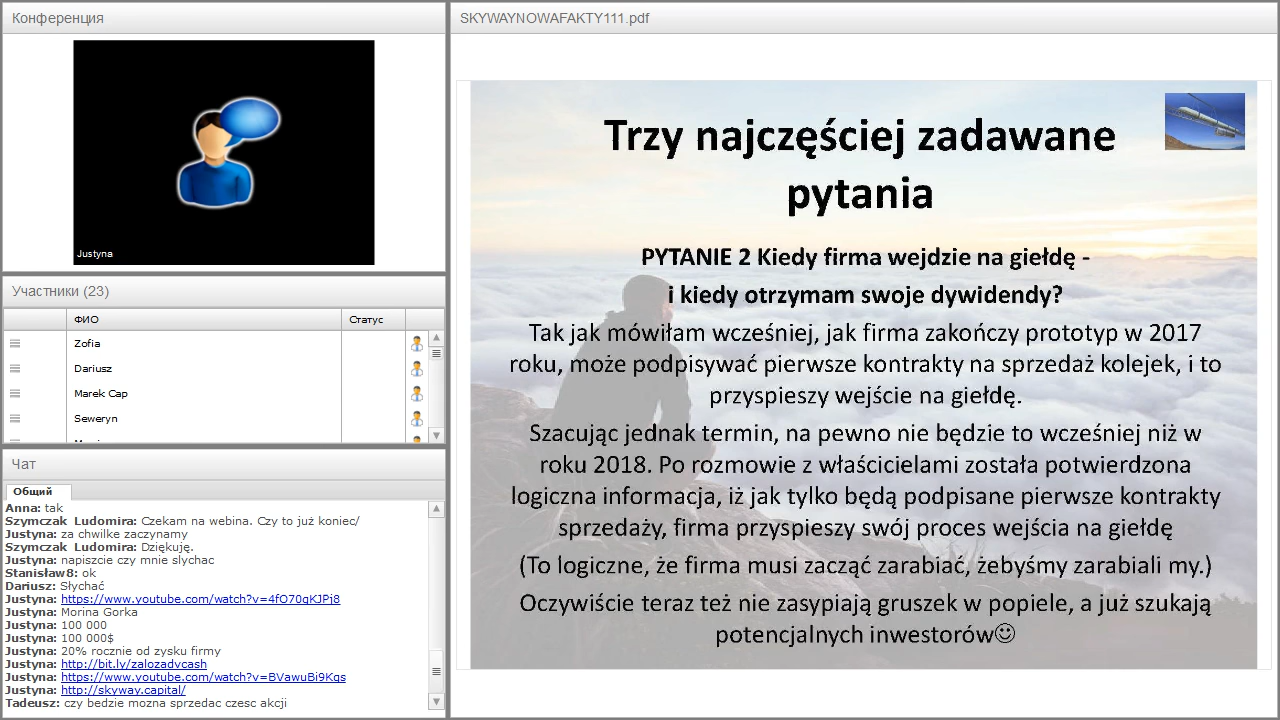 Конференция
Justyna
Участники (23)
ФИО
Статус
Zofia
Dariusz
Marek Cap
Seweryn
Чат
Общий
Anna: tak
Szymczak Ludomira: Czekam na webina. Czy to już koniec/
Justyna: za chwilke zaczynamy
Szymczak Ludomira: Dziękuję.
Justyna: napiszcie czy mnie slychac
Stanisław8: ok
Dariusz: Słychać
Justyna: https://www.youtube.com/watch?v=4fO70gKJPj8
Justyna: Morina Gorka
Justyna: 100 000
Justyna: 100 000$
Justyna: 20% rocznie od zysku firmy
Justyna: http://bit.ly/zalozadvcash
Justyna: https://www.youtube.com/watch?v=BVawuBi9Kgs
Justyna: http://skyway.capital/
Tadeusz: czy bedzie mozna sprzedac czesc akcji
SKYWAYNOWAFAKTY111.pdf
Trzy najczęściej zadawane
pytania
PYTANIE 2 Kiedy firma wejdzie na giełdę -
i kiedy otrzymam swoje dywidendy?
Tak jak mówiłam wcześniej, jak firma zakończy prototyp w 2017
roku, może podpisywać pierwsze kontrakty na sprzedaż kolejek, i to
przyspieszy wejście na giełdę.
Szacując jednak termin, na pewno nie będzie to wcześniej niż w
roku 2018. Po rozmowie z właścicielami została potwierdzona
logiczna informacja, iż jak tylko będą podpisane pierwsze kontrakty
sprzedaży, firma przyspieszy swój proces wejścia na giełdę
(To logiczne, że firma musi zacząć zarabiać, żebyśmy zarabiali my.)
Oczywiście teraz też nie zasypiają gruszek w popiele, a już szukają
potencjalnych inwestorów☺